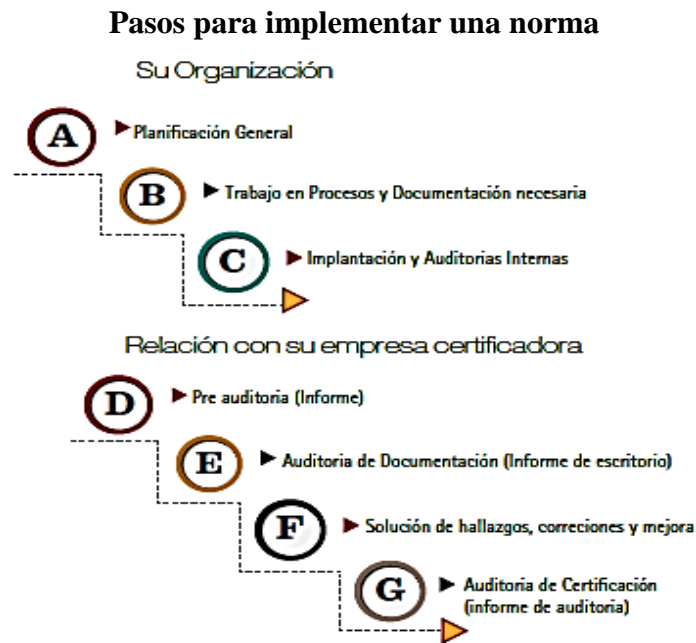 Pasos para implementar una norma
Su Organización
A
Planificación General
B
Trabajo en Procesos y Documentación necesaria
C
Implantación y Auditorias Internas
Relación con su empresa certificadora
D
Pre auditoria (Informe)
E
Auditoria de Documentación (Informe de escritorio)
F
Solución de hallazgos, correciones y mejora
G
Auditoria de Certificación
(informe de auditoria)